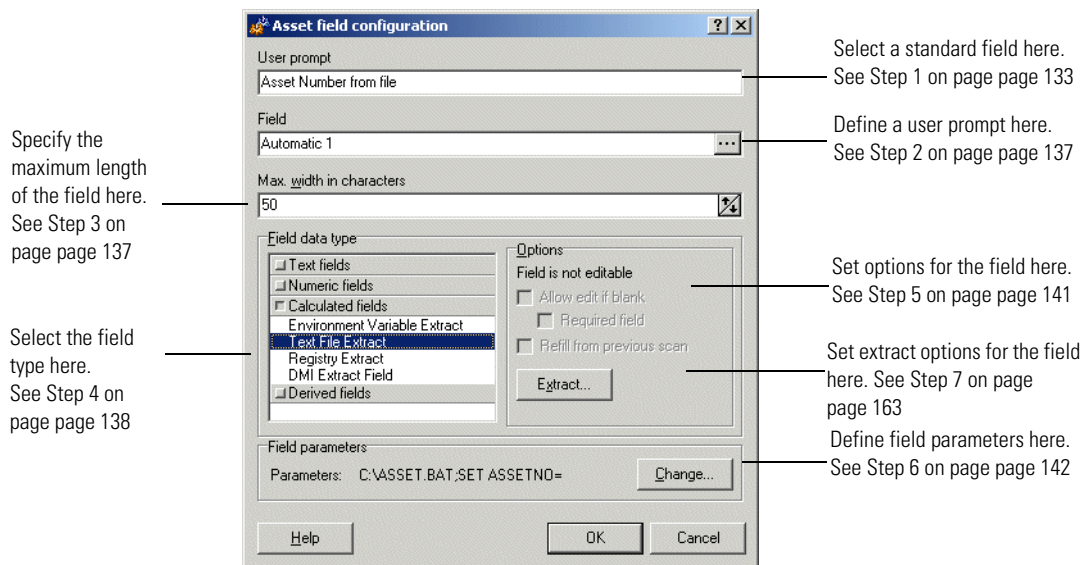 Asset field configuration
User prompt
Asset Number from file
Field
Automatic 1
Max. width in characters
50
Field data type
Text fields
Numeric fields
Calculated fields
Environment Variable Extract
Text File Extract
Registry Extract
DMI Extract Field
Derived fields
Options
Field is not editable
Allow edit if blank
Required field
Refill from previous scan
Extract...
Field parameters
Parameters: C:\ASSET.BAT;SET ASSETNO=
Change...
Help
OK
Cancel
Specify the
maximum length
of the field here.
See Step 3 on
page page 137
Select the field
type here.
See Step 4 on
page page 138
Select a standard field here.
See Step 1 on page page 133
Define a user prompt here.
See Step 2 on page page 137
Set options for the field here.
See Step 5 on page page 141
Set extract options for the field
here. See Step 7 on page
page 163
Define field parameters here.
See Step 6 on page page 142